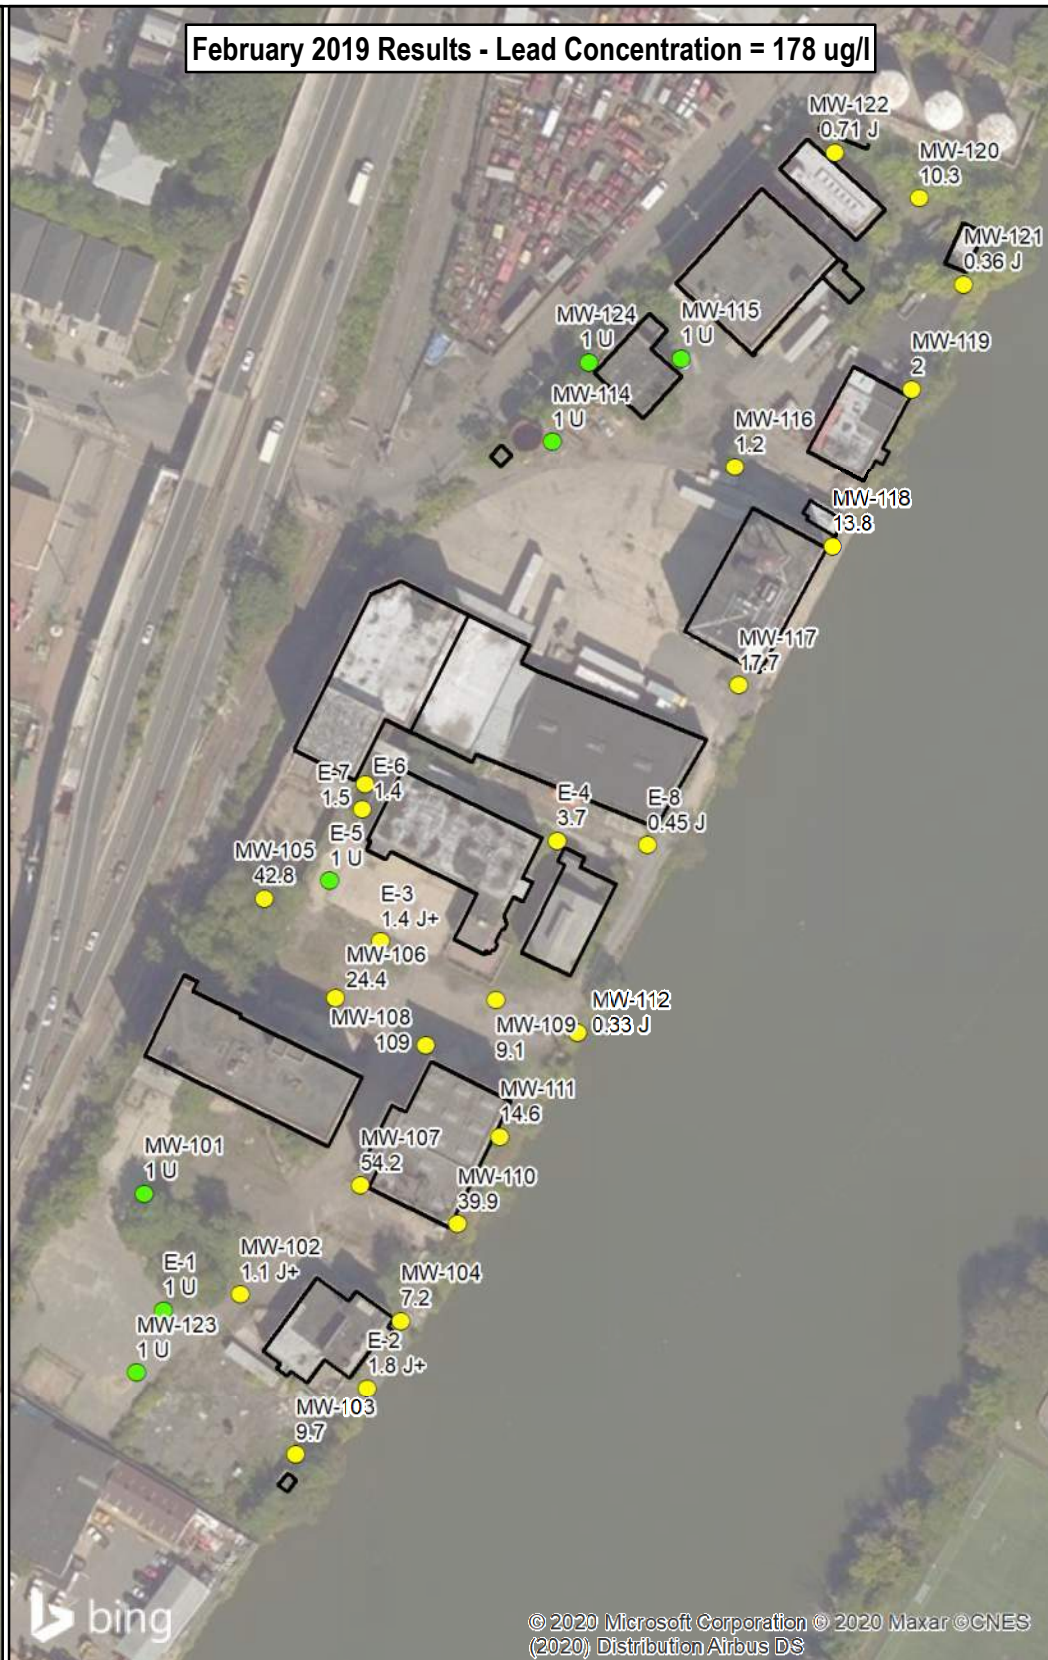 February 2019 Results - Lead Concentration = 178 ug/l
MW-122
0.71 J
MW-120
10.3
MW-121
0.36 J
MW-124
1 U
MW-115
1 U
MW-119
2
MW-114
1 U
MW-116
1.2
MW-118
13.8
MW-117
17.7
E-7
1.5
E-6
1.4
E-4
3.7
E-8
0.45 J
E-5
1 U
MW-105
42.8
E-3
1.4 J+
MW-106
24.4
MW-108
109
MW-109
9.1
MW-112
0.33 J
MW-111
14.6
MW-107
54.2
MW-101
1 U
MW-110
39.9
MW-102
1.1 J+
E-1
1 U
MW-104
7.2
MW-123
1 U
E-2
1.8 J+
MW-103
9.7
bing
© 2020 Microsoft Corporation © 2020 Maxar ©CNES
(2020) Distribution Airbus DS